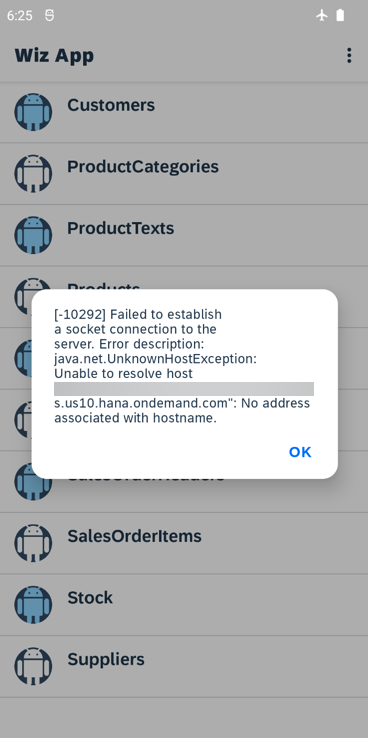 6:25
Wiz App
Customers
ProductCategories
ProductTexts
Products
[-10292] Failed to establish
a socket connection to the
server. Error description:
java.net.UnknownHostException:
Unable to resolve host
s.us10.hana.ondemand.com": No address
associated with hostname.
OK
SalesOrderHeaders
SalesOrderItems
Stock
Suppliers